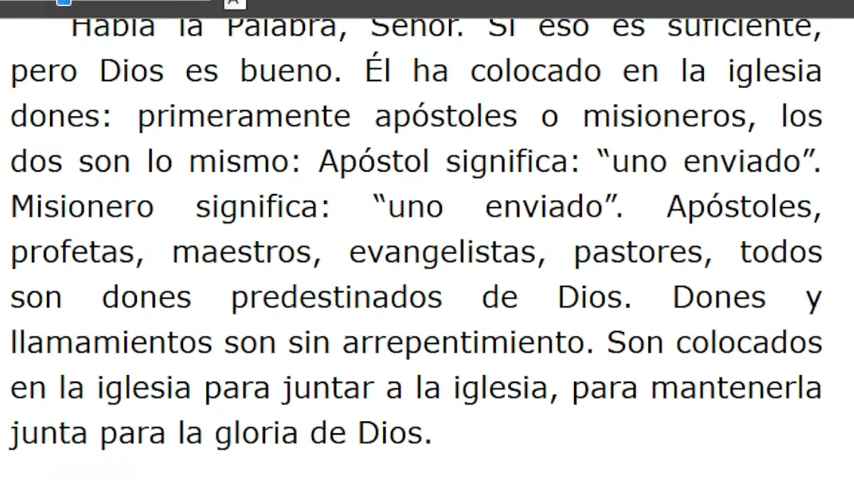 Habla la Palabra, Señor. Si eso es suficiente,
pero Dios es bueno. Él ha colocado en la iglesia
dones: primeramente apóstoles o misioneros, los
dos son lo mismo: Apóstol significa: “uno enviado”.
Misionero significa: “uno enviado”. Apóstoles,
profetas, maestros, evangelistas, pastores, todos
son dones predestinados de Dios. Dones y
llamamientos son sin arrepentimiento. Son colocados
en la iglesia para juntar a la iglesia, para mantenerla
junta para la gloria de Dios.